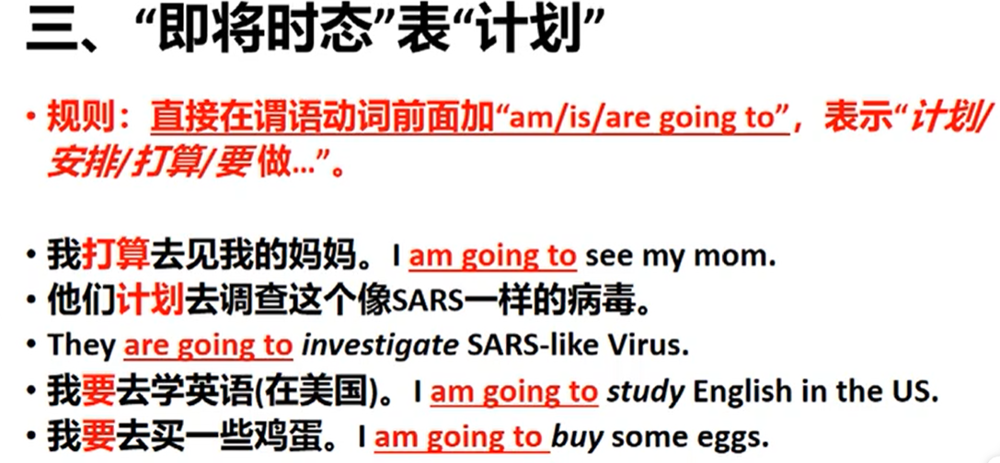 三、“即将时态”表“计划”
• 规则：直接在谓语动词前面加“am/is/are going to”，表示“计划/
安排/打算/要 做...”。
• 我打算去见我的妈妈。I am going to see my mom.
• 他们计划去调查这个像SARS一样的病毒。
• They are going to investigate SARS-like Virus.
• 我要去学英语(在美国)。I am going to study English in the US.
• 我要去买一些鸡蛋。I am going to buy some eggs.